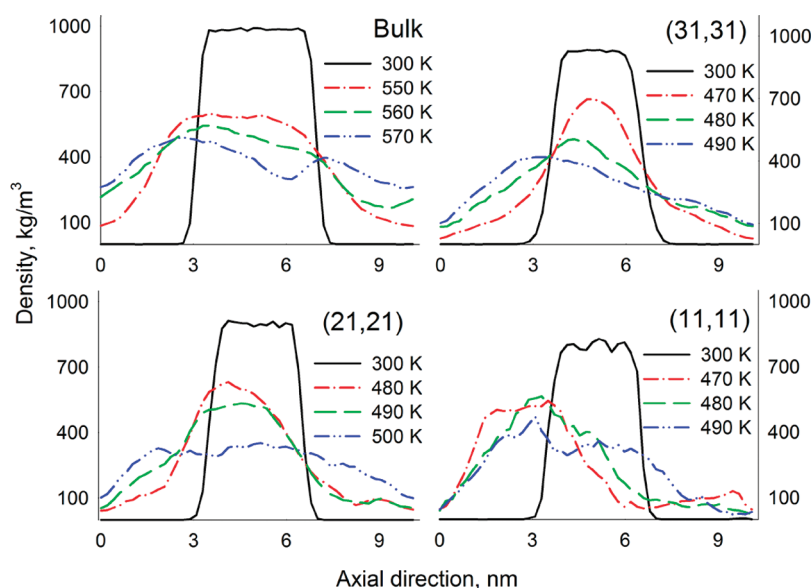 Bulk
300 K
550 K
560 K
570 K
1000
700
400
100
0
3
6
9
(31,31)
300 K
470 K
480 K
490 K
1000
700
400
100
0
3
6
9
Density, kg/m³
(21,21)
300 K
480 K
490 K
500 K
1000
700
400
100
0
3
6
9
(11,11)
300 K
470 K
480 K
490 K
1000
700
400
100
0
3
6
9
Axial direction, nm